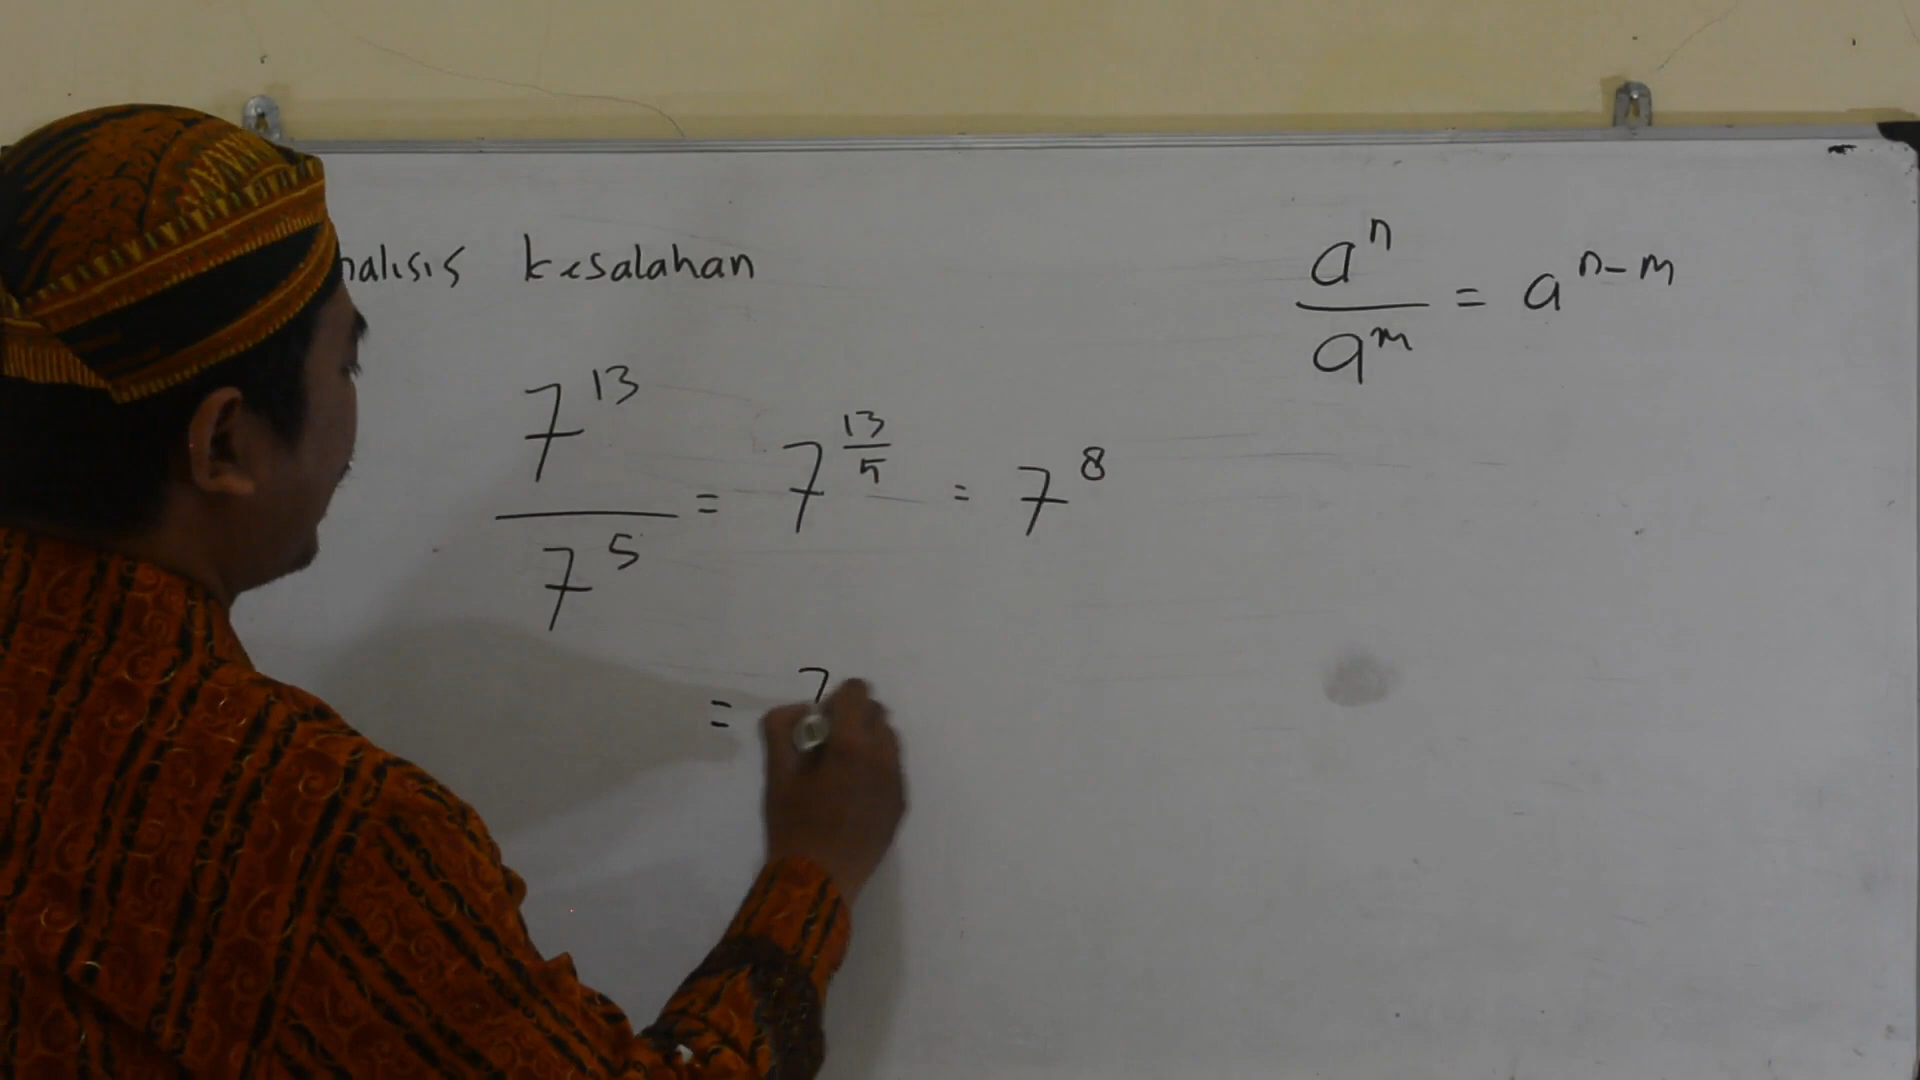 nalisis kesalahan
a^n / a^m = a^{n-m}
7^13 / 7^5 = 7^{13/5} = 7^8
= 7